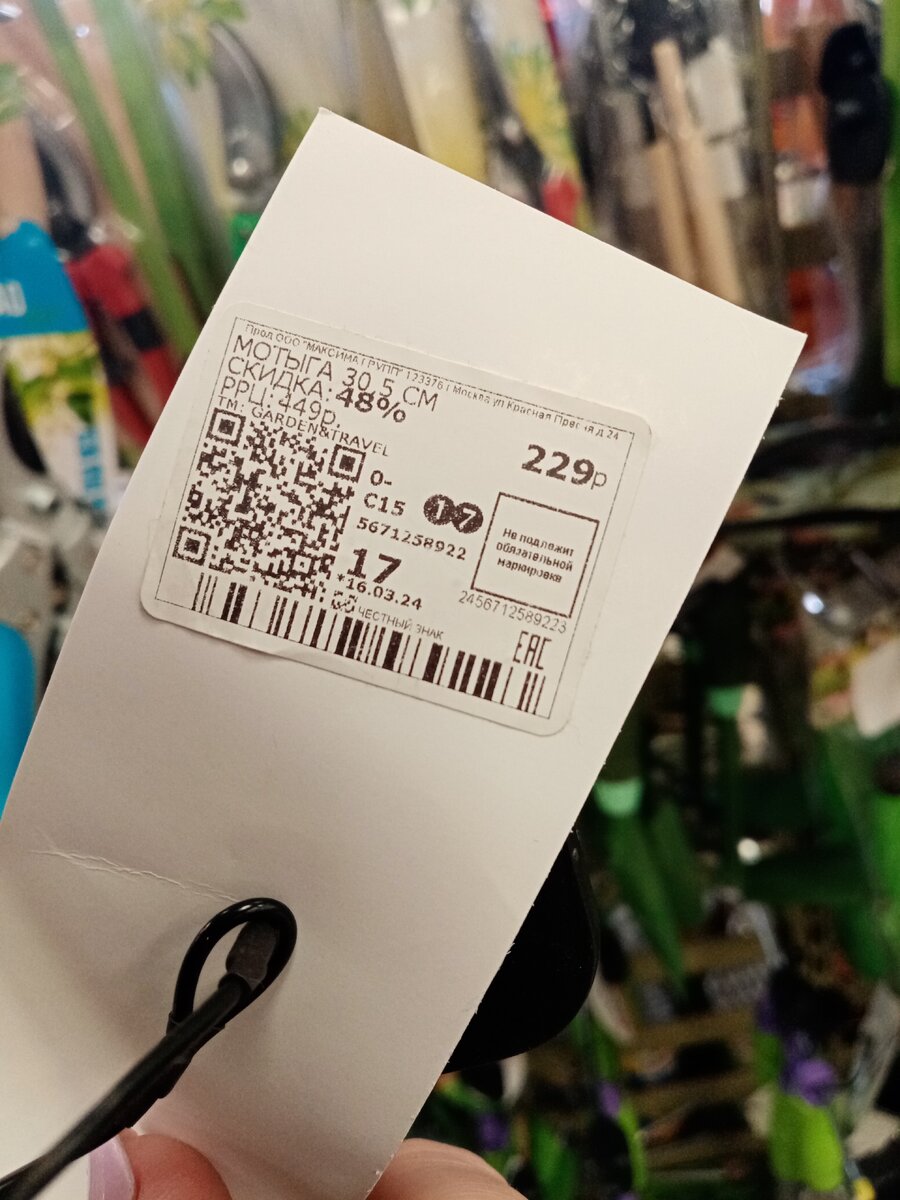 Прод ООО "МАКСИМА ГРУПП" 123376 г Москва ул Красная Пресня д 24
МОТЫГА 30,5 СМ
СКИДКА: 48%
РРЦ: 449р.
ТМ: GARDEN&TRAVEL
229р
0-
С15 17
5671258922
17
*16.03.24
Не подлежит
обязательной
маркировке
2456712589223
ЧЕСТНЫЙ ЗНАК
EAC